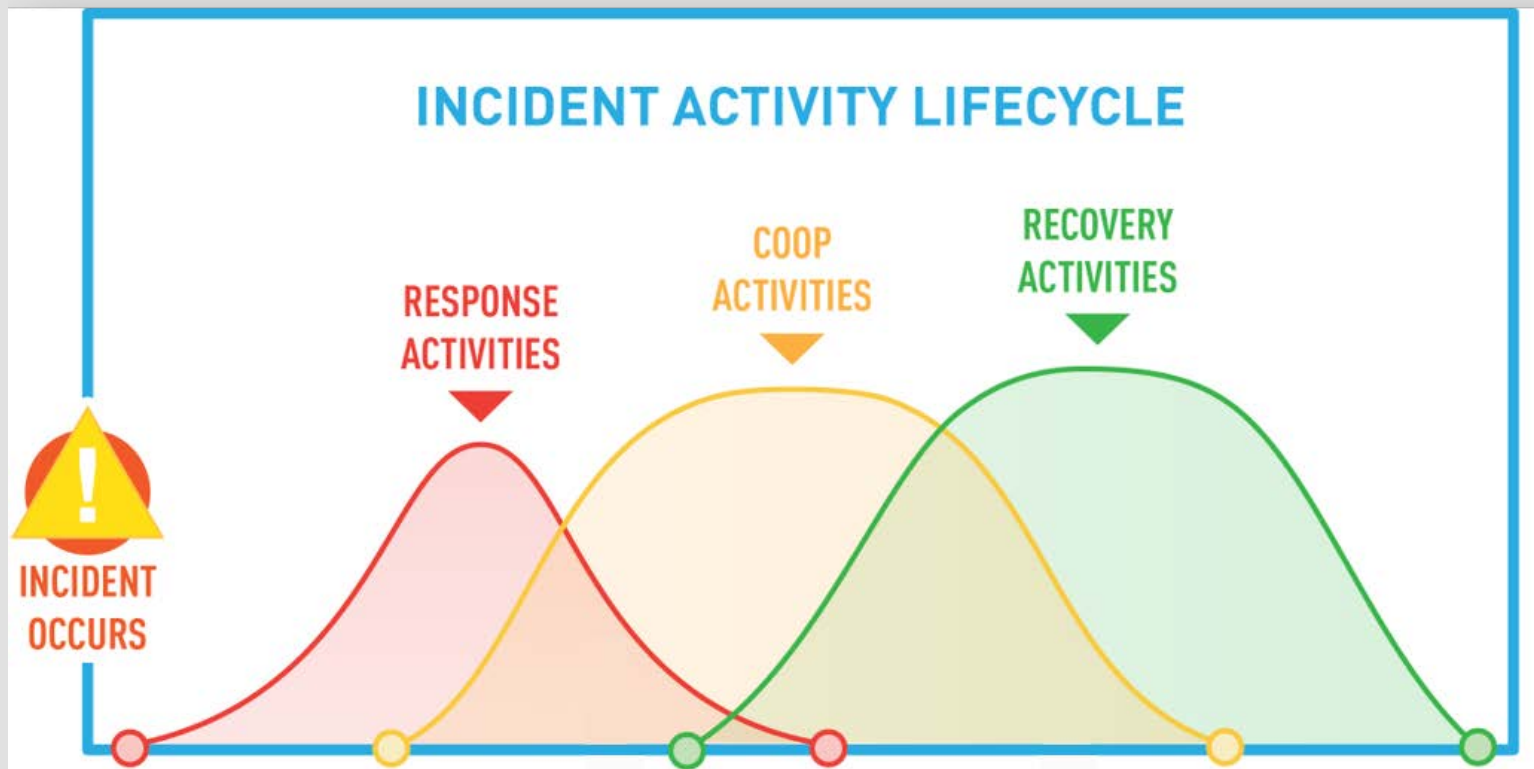 INCIDENT ACTIVITY LIFECYCLE
RESPONSE
ACTIVITIES
COOP
ACTIVITIES
RECOVERY
ACTIVITIES
!
INCIDENT
OCCURS